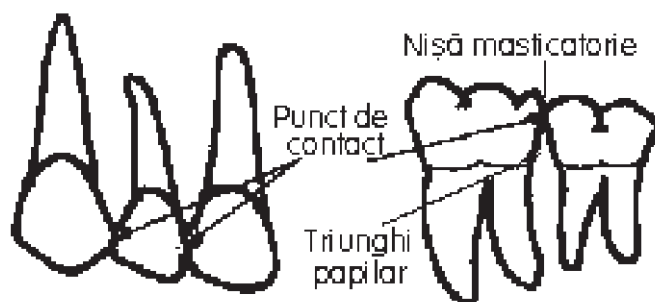 Nișă masticatorie
Punct de
contact
Triunghi
papilar